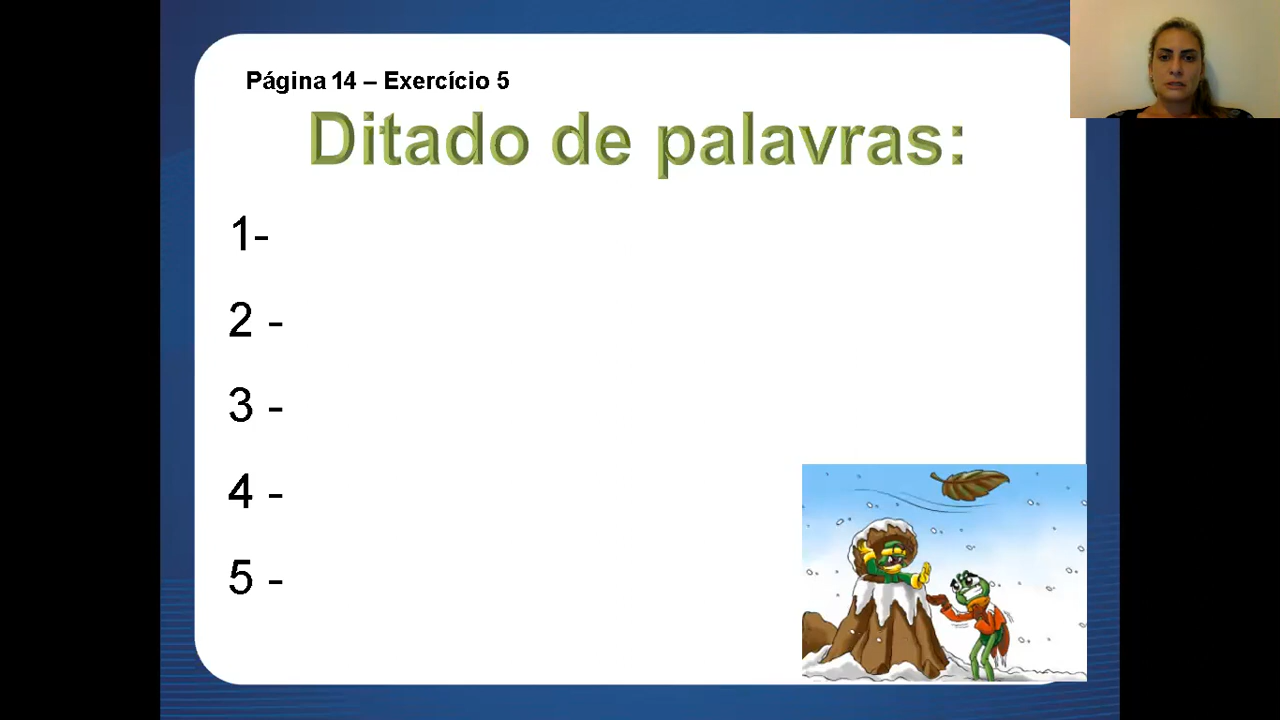 Página 14 – Exercício 5
Ditado de palavras:
1-
2 -
3 -
4 -
5 -